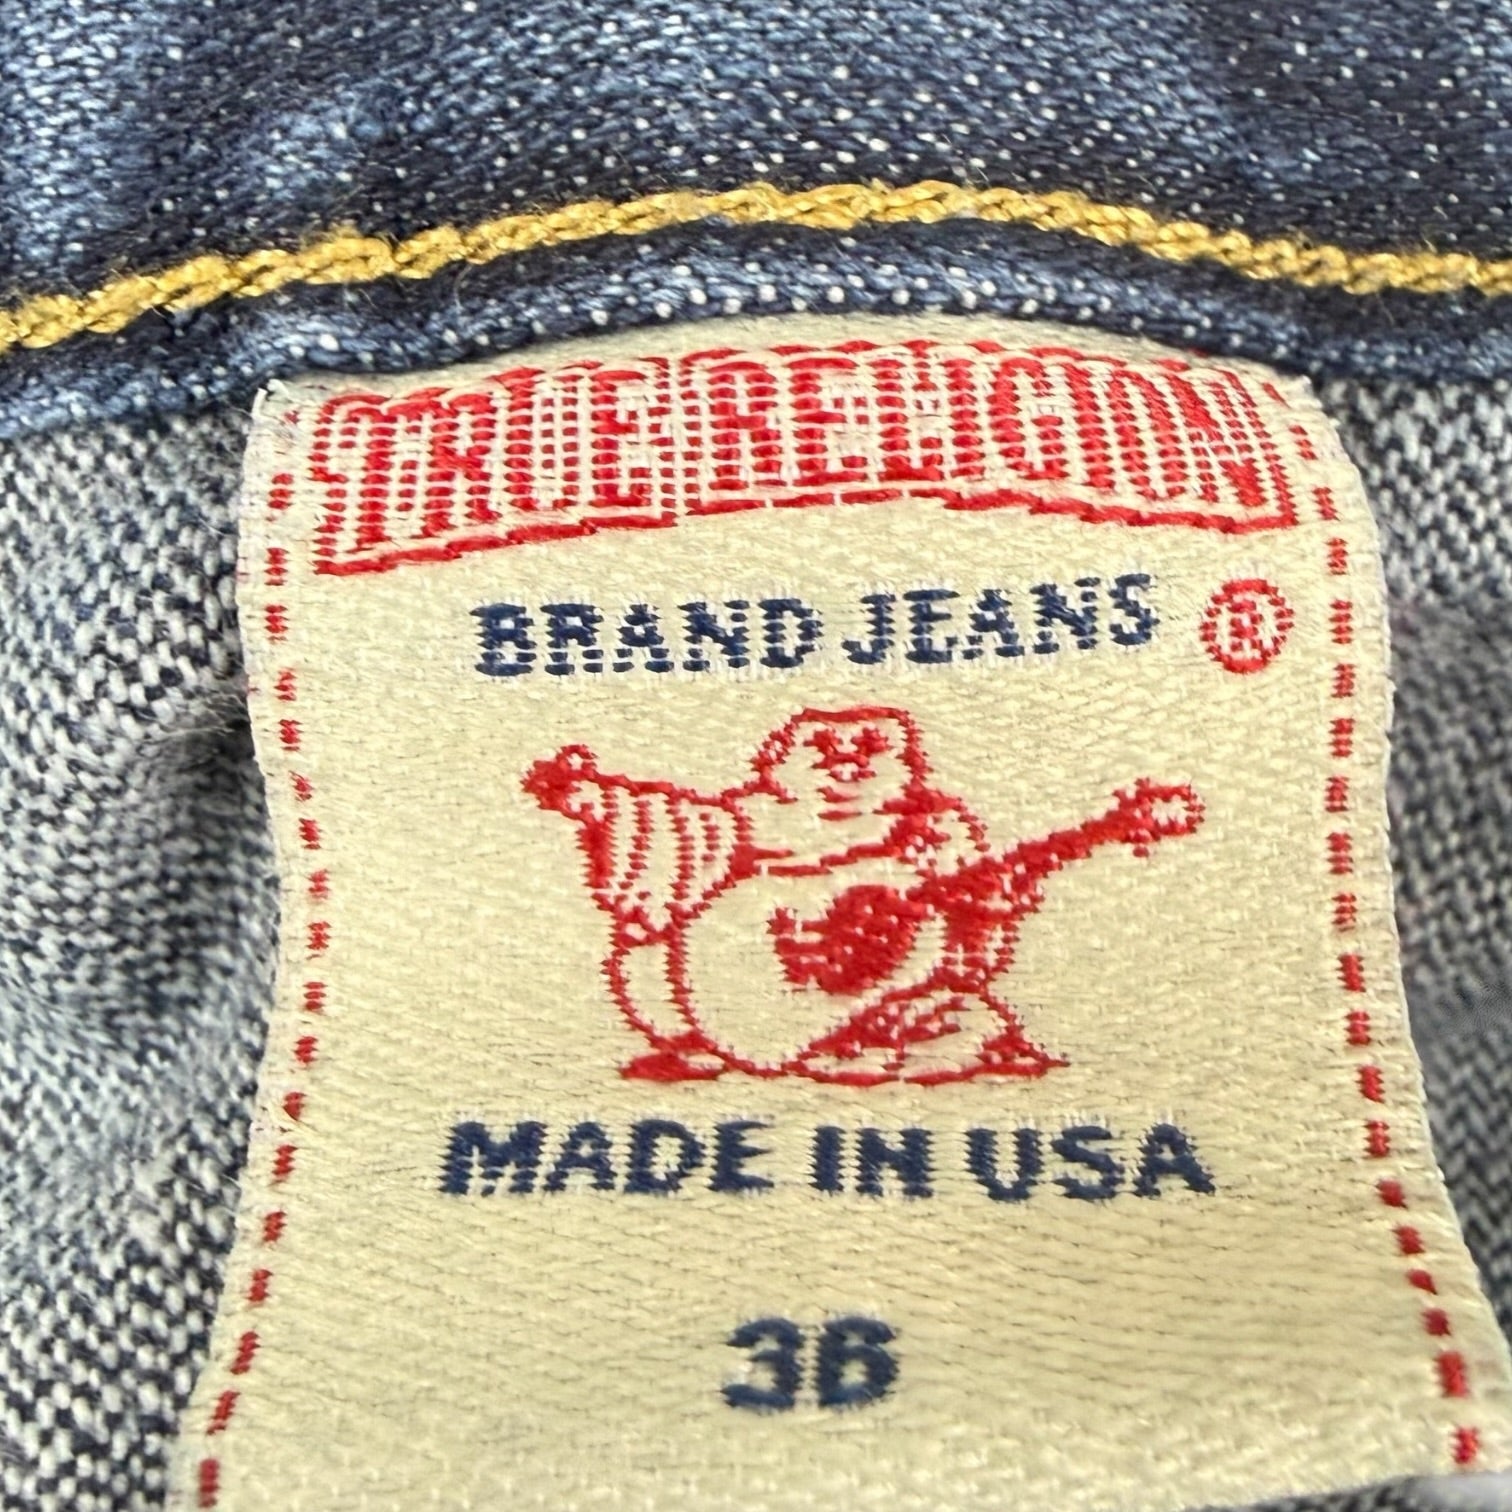 TRUE RELIGION
BRAND JEANS ®
MADE IN USA
36